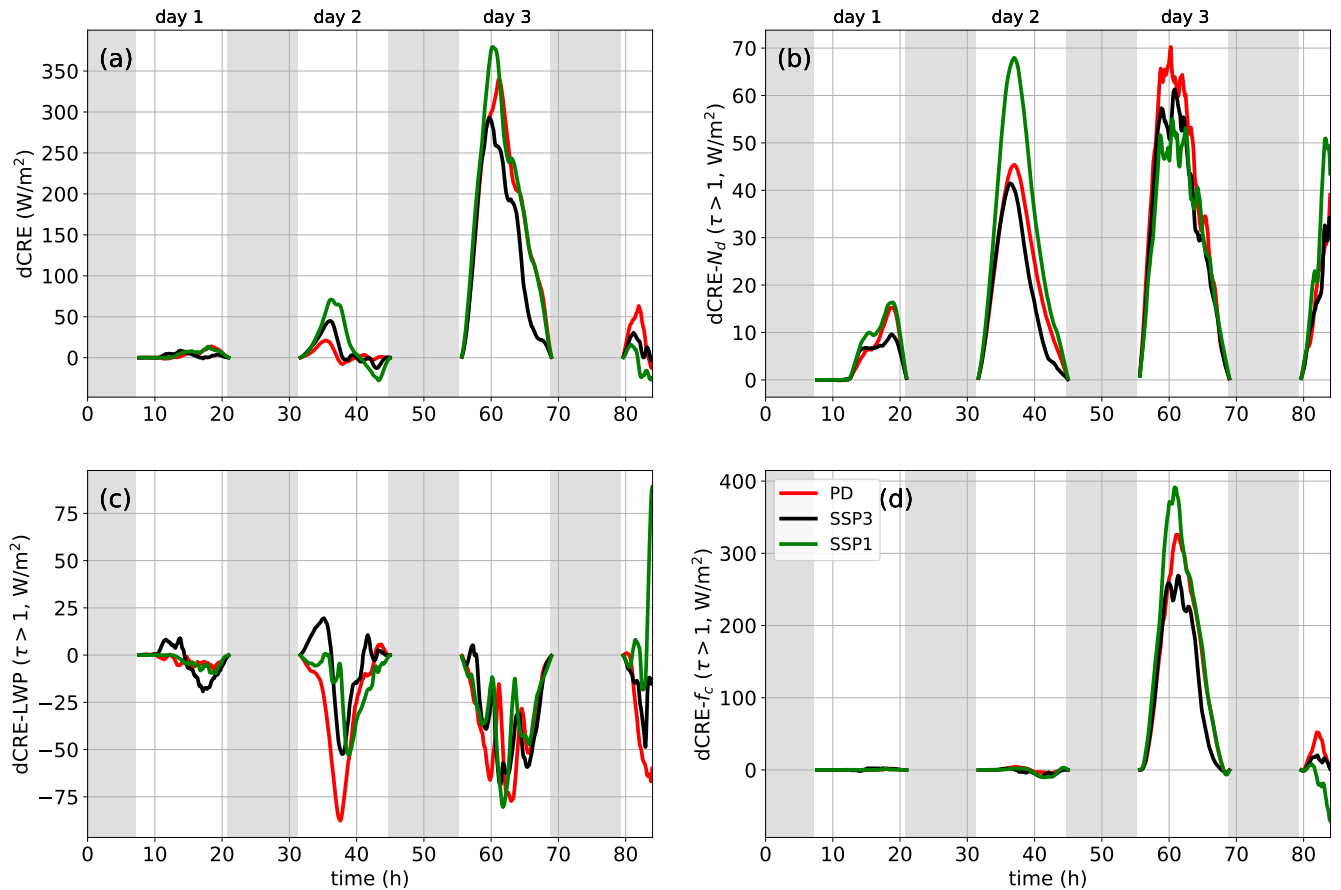 day 1 day 2 day 3 day 1 day 2 day 3
(a)
350
300
250
200
150
100
50
0
dCRE (W/m²)
0 10 20 30 40 50 60 70 80
(b)
70
60
50
40
30
20
10
0
dCRE-N_d (τ > 1, W/m²)
0 10 20 30 40 50 60 70 80
(c)
75
50
25
0
−25
−50
−75
dCRE-LWP (τ > 1, W/m²)
0 10 20 30 40 50 60 70 80
time (h)
(d)
PD
SSP3
SSP1
400
300
200
100
0
dCRE-f_c (τ > 1, W/m²)
0 10 20 30 40 50 60 70 80
time (h)